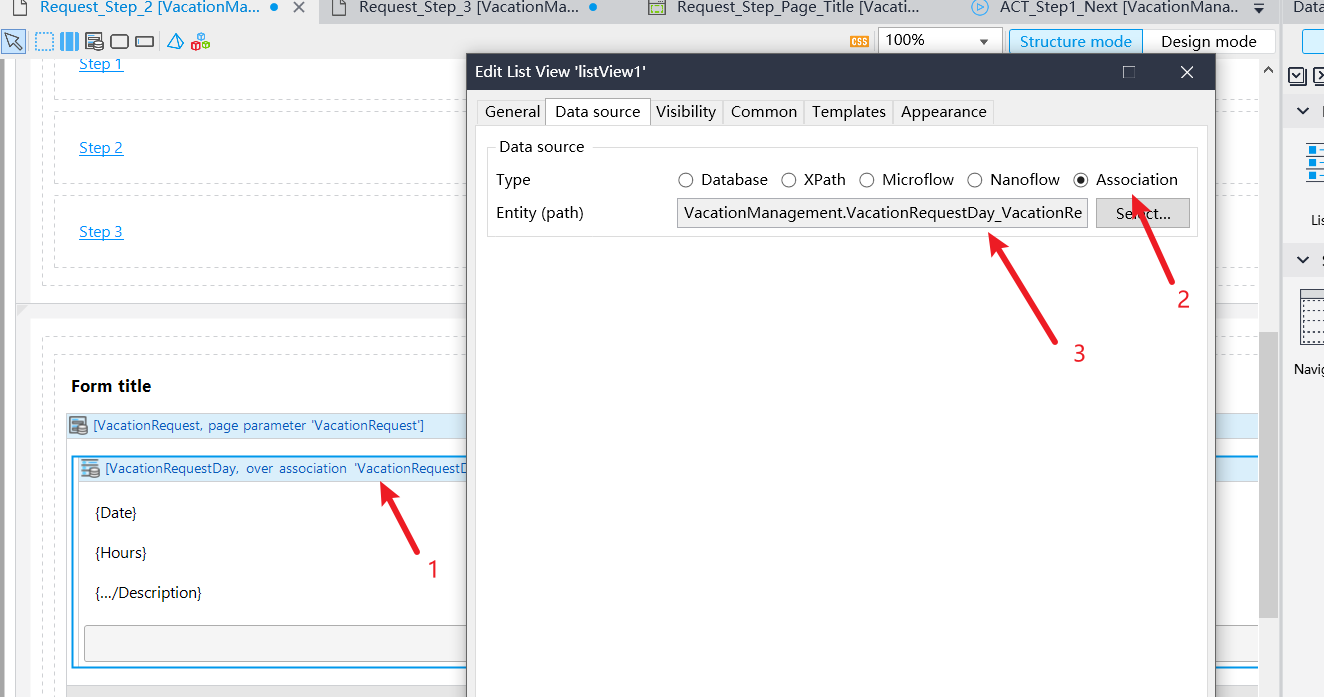 Request_Step_2 [VacationMa...
Request_Step_3 [VacationMa...
Request_Step_Page_Title [Vacati...
ACT_Step1_Next [VacationMana..
Data
CSS
100%
Structure mode
Design mode
Step 1
Step 2
Step 3
Edit List View 'listView1'
General
Data source
Visibility
Common
Templates
Appearance
Data source
Type
Database
XPath
Microflow
Nanoflow
Association
Entity (path)
VacationManagement.VacationRequestDay_VacationRe
Select...
2
3
Navig
Form title
[VacationRequest, page parameter 'VacationRequest']
[VacationRequestDay, over association 'VacationRequestD
{Date}
1
{Hours}
{.../Description}